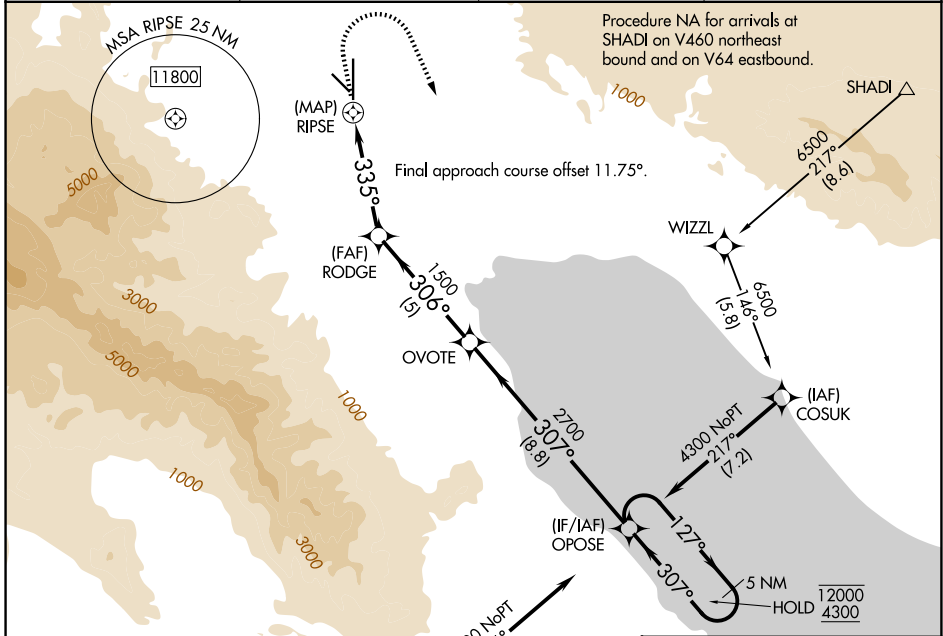 MSA RIPSE 25 NM
11800
Procedure NA for arrivals at
SHADI on V460 northeast
bound and on V64 eastbound.
1000
SHADI
(MAP)
RIPSE
5000
Final approach course offset 11.75°.
335°
6500
217°
(8.6)
WIZZL
(FAF)
RODGE
1500
306°
(5)
6500
146°
(5.8)
3000
OVOTE
5000
1000
(IAF)
COSUK
4300 NoPT
217°
(7.2)
2700
307°
(8.8)
1000
(IF/IAF)
OPOSE
127°
307°
3000
5 NM
HOLD
12000
4300
NoPT